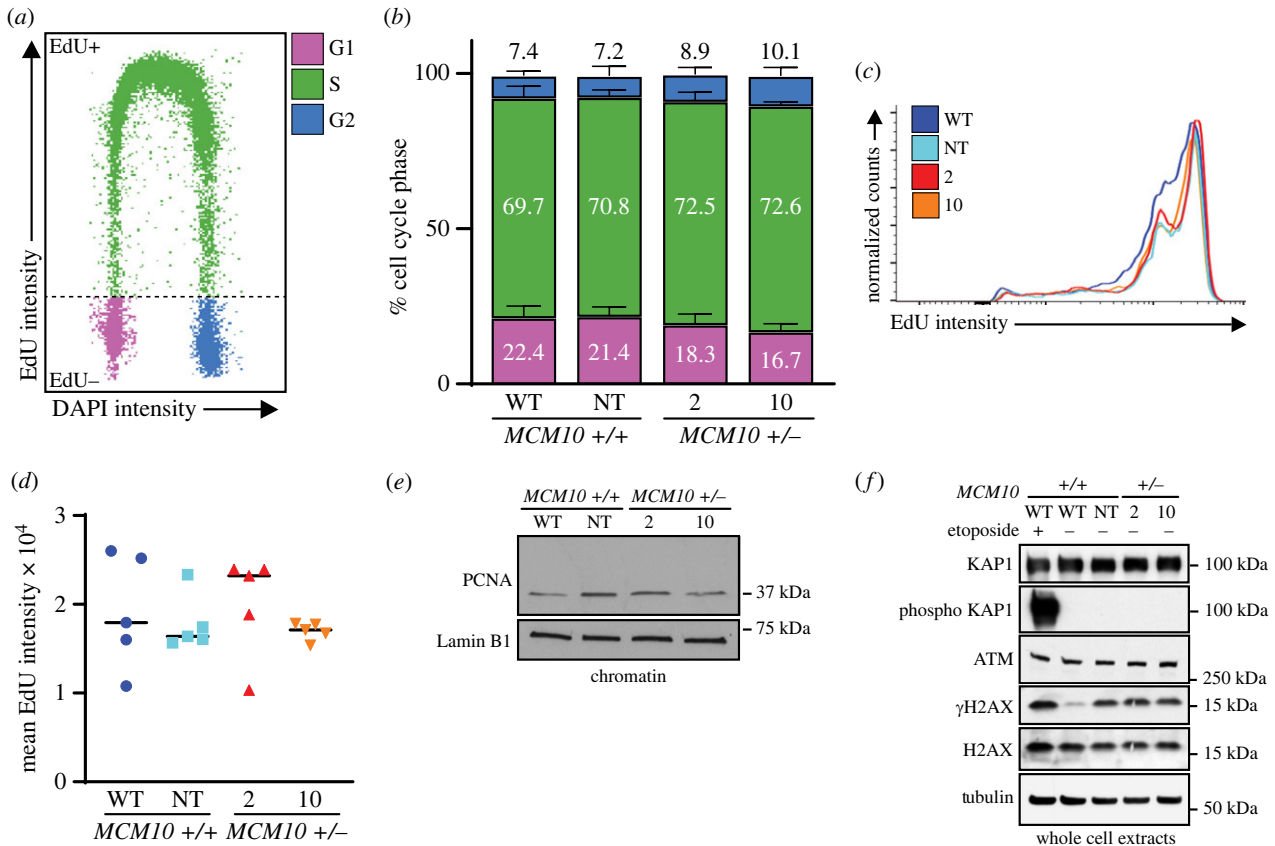 (a)
EdU+
EdU intensity
EdU–
DAPI intensity
G1
S
G2
(b)
% cell cycle phase
100
50
0
7.4 7.2 8.9 10.1
69.7 70.8 72.5 72.6
22.4 21.4 18.3 16.7
WT NT 2 10
MCM10 +/+ MCM10 +/–
(c)
normalized counts
WT
NT
2
10
EdU intensity
(d)
mean EdU intensity × 10⁴
3
2
1
0
WT NT 2 10
MCM10 +/+ MCM10 +/–
(e)
MCM10 +/+ MCM10 +/–
WT NT 2 10
PCNA
37 kDa
75 kDa
Lamin B1
chromatin
(f)
MCM10 +/+ +/–
WT WT NT 2 10
etoposide + – – – –
KAP1 100 kDa
phospho KAP1 100 kDa
ATM
250 kDa
γH2AX 15 kDa
H2AX 15 kDa
tubulin
50 kDa
whole cell extracts